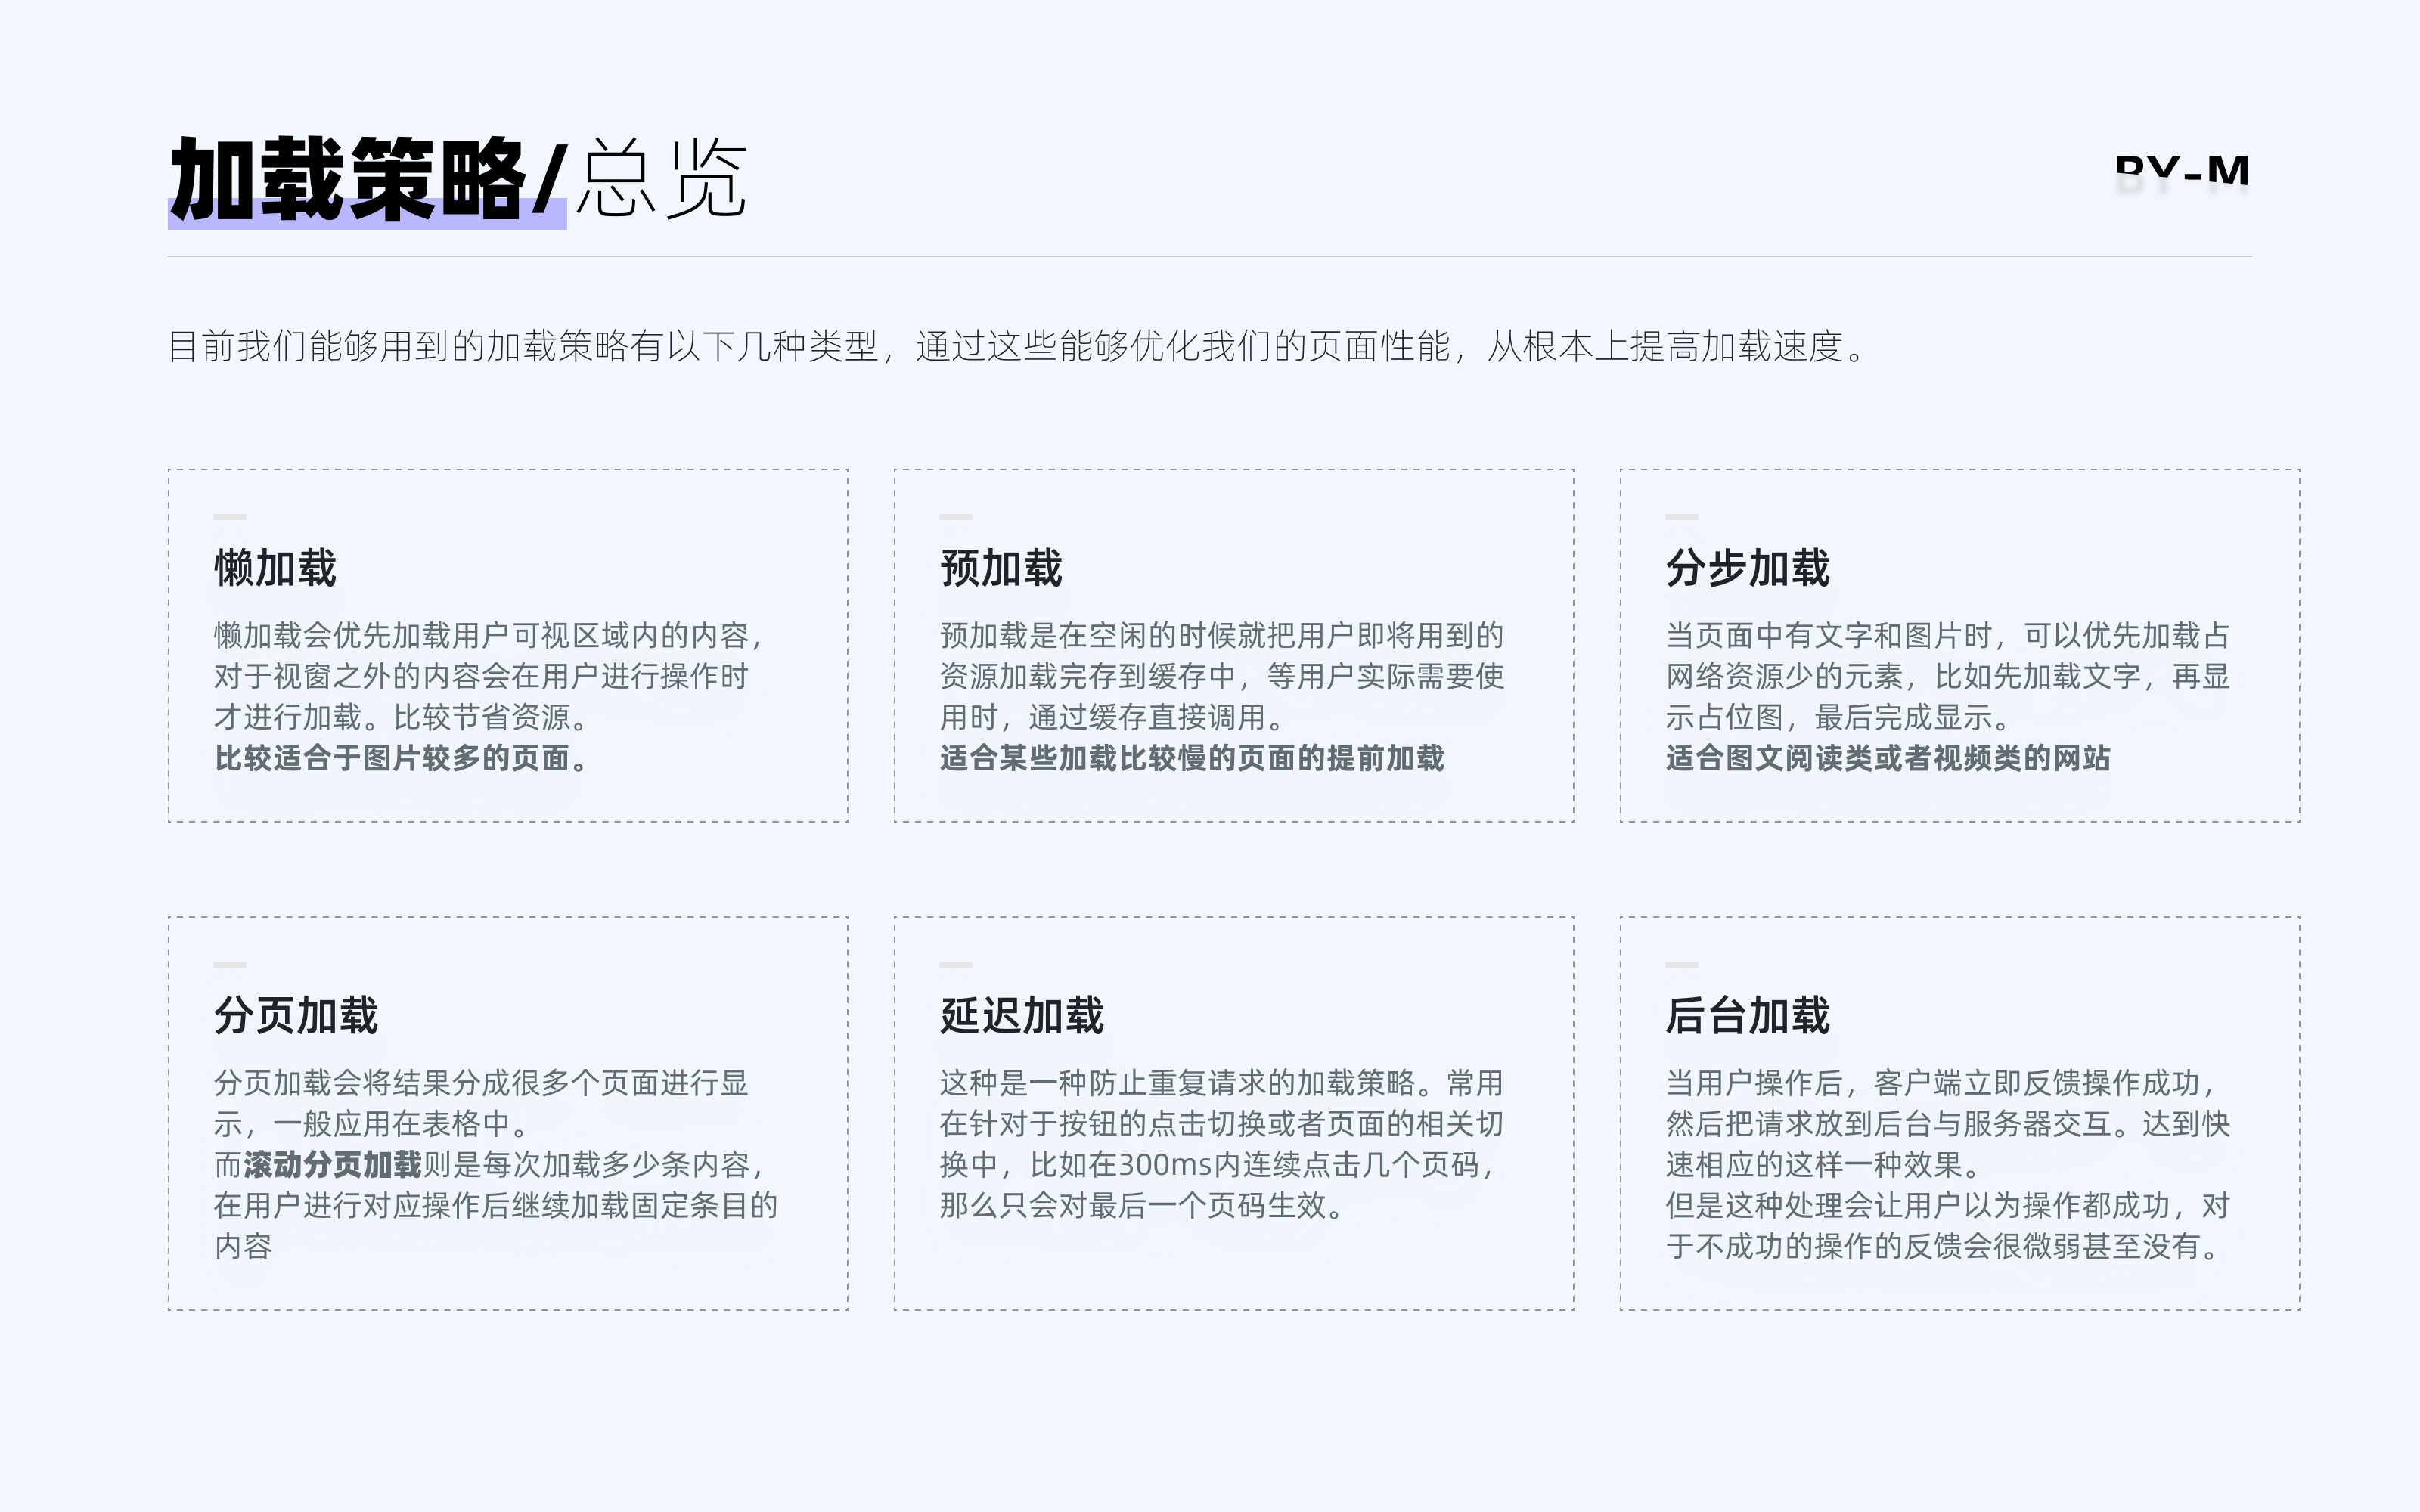 加载策略/总览
BY-M
目前我们能够用到的加载策略有以下几种类型，通过这些能够优化我们的页面性能，从根本上提高加载速度。
懒加载
懒加载会优先加载用户可视区域内的内容，
对于视窗之外的内容会在用户进行操作时
才进行加载。比较节省资源。
比较适合于图片较多的页面。
预加载
预加载是在空闲的时候就把用户即将用到的
资源加载完存到缓存中，等用户实际需要使
用时，通过缓存直接调用。
适合某些加载比较慢的页面的提前加载
分步加载
当页面中有文字和图片时，可以优先加载占
网络资源少的元素，比如先加载文字，再显
示占位图，最后完成显示。
适合图文阅读类或者视频类的网站
分页加载
分页加载会将结果分成很多个页面进行显
示，一般应用在表格中。
而滚动分页加载则是每次加载多少条内容，
在用户进行对应操作后继续加载固定条目的
内容
延迟加载
这种是一种防止重复请求的加载策略。常用
在针对于按钮的点击切换或者页面的相关切
换中，比如在300ms内连续点击几个页码，
那么只会对最后一个页码生效。
后台加载
当用户操作后，客户端立即反馈操作成功，
然后把请求放到后台与服务器交互。达到快
速相应的这样一种效果。
但是这种处理会让用户以为操作都成功，对
于不成功的操作的反馈会很微弱甚至没有。